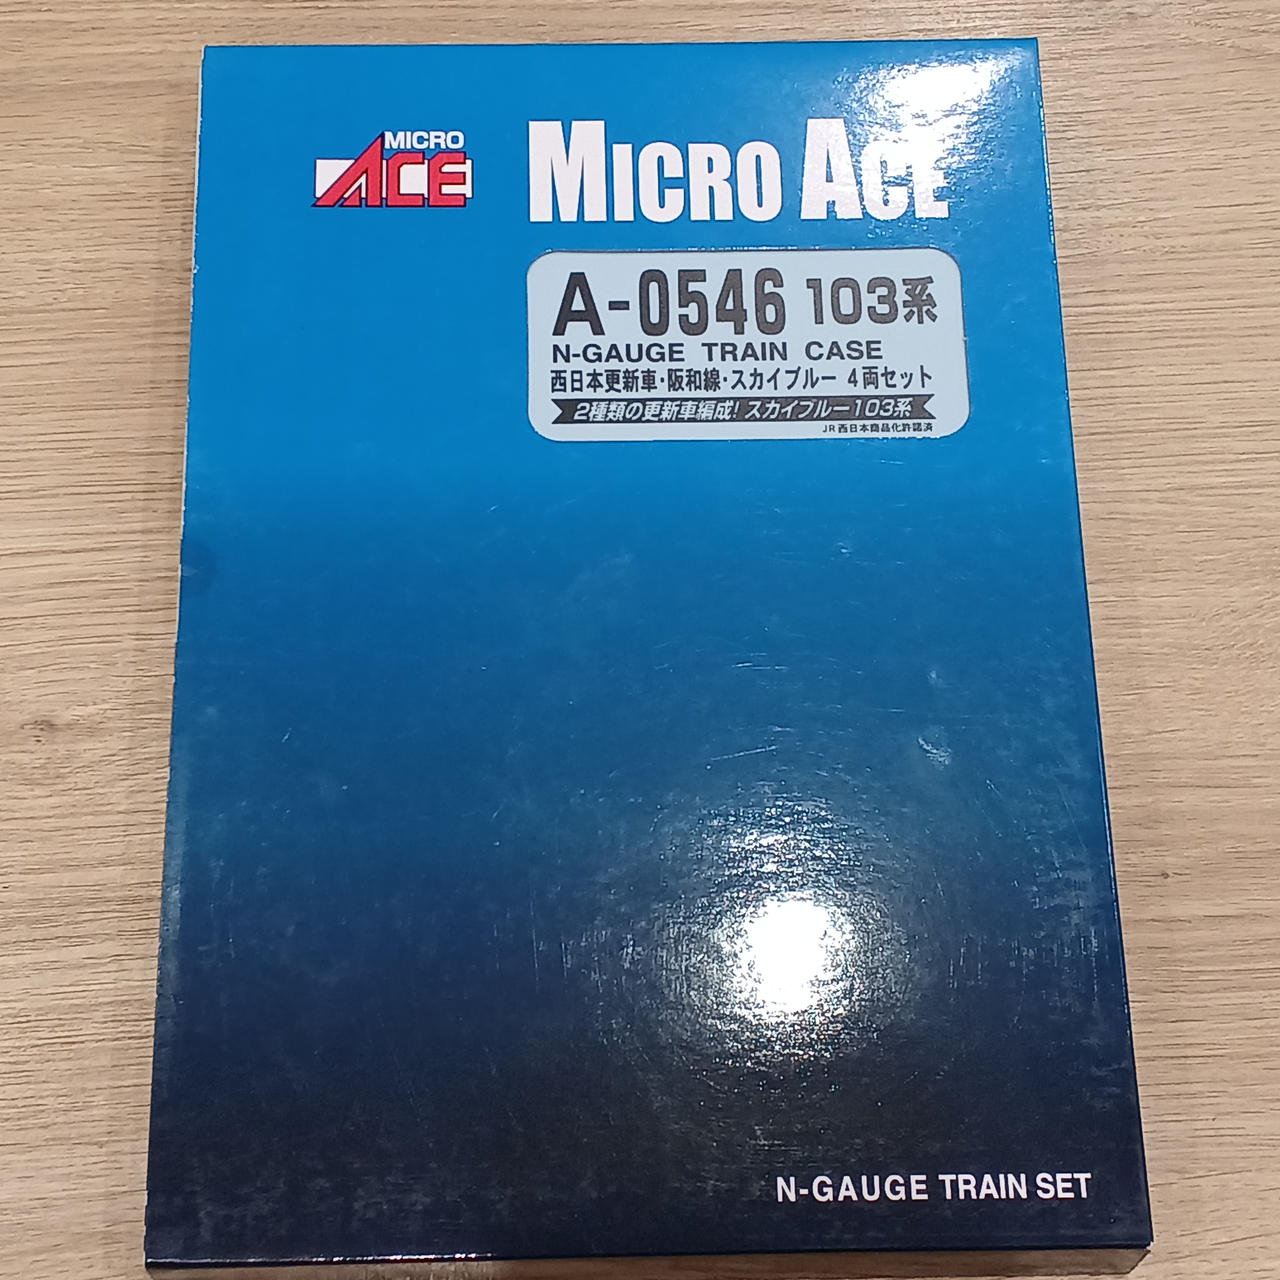 MICRO
ACE
MICRO ACE
A-0546 103系
N-GAUGE TRAIN CASE
西日本更新車・阪和線・スカイブルー 4両セット
2種類の更新車編成! スカイブルー103系
JR西日本商品化許諾済
N-GAUGE TRAIN SET